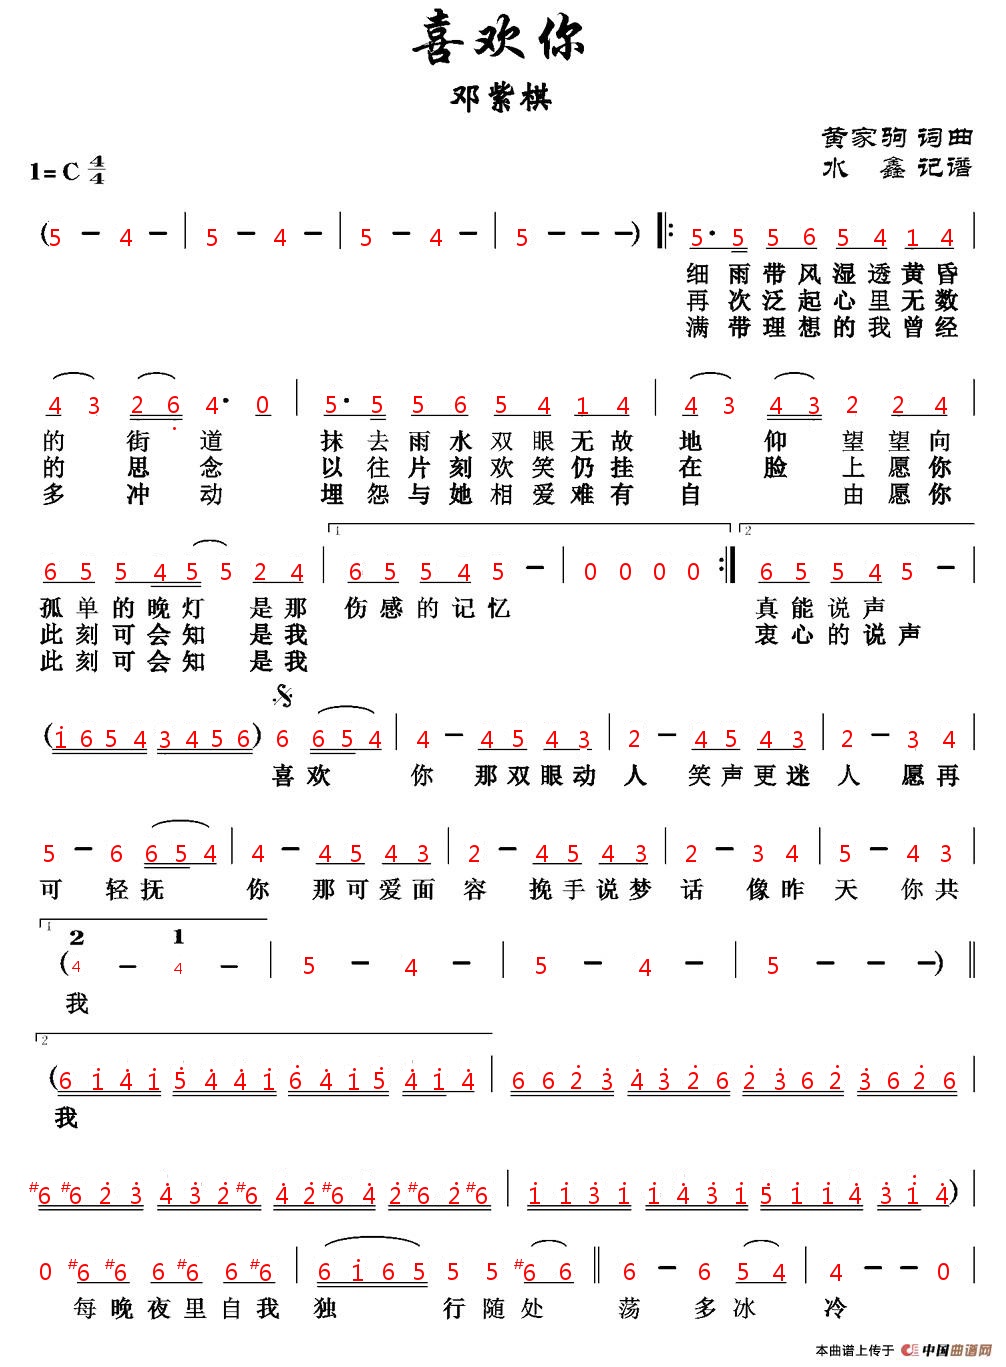 喜欢你
邓紫棋
黄家驹 词曲
1=C 4/4
水 鑫 记谱
(5 - 4 - | 5 - 4 - | 5 - 4 - | 5 - - -) ‖: 5· 5 5 6 5 4 1 4 |
细 雨 带 风 湿 透 黄 昏
再 次 泛 起 心 里 无 数
满 带 理 想 的 我 曾 经
4 3 2 6 4· 0 | 5· 5 5 6 5 4 1 4 | 4 3 4 3 2 2 4 |
的 街 道 抹 去 雨 水 双 眼 无 故 地 仰 望 望 向
的 思 念 以 往 片 刻 欢 笑 仍 挂 在 脸 上 愿 你
多 冲 动 埋 怨 与 她 相 爱 难 有 自 由 愿 你
1 2
6 5 5 4 5 5 2 4 | 6 5 5 4 5 - | 0 0 0 0 :‖ 6 5 5 4 5 - |
孤 单 的 晚 灯 是 那 伤 感 的 记 忆 真 能 说 声
此 刻 可 会 知 是 我 衷 心 的 说 声
此 刻 可 会 知 是 我
(i 6 5 4 3 4 5 6) 6 6 5 4 | 4 - 4 5 4 3 | 2 - 4 5 4 3 | 2 - 3 4 |
喜 欢 你 那 双 眼 动 人 笑 声 更 迷 人 愿 再
5 - 6 6 5 4 | 4 - 4 5 4 3 | 2 - 4 5 4 3 | 2 - 3 4 | 5 - 4 3 |
可 轻 抚 你 那 可 爱 面 容 挽 手 说 梦 话 像 昨 天 你 共
1
2 1
(4 - 4 - | 5 - 4 - | 5 - 4 - | 5 - - -) ‖
我
2
(6 i 4 i 5 4 4 i 6 4 i 5 4 i 4 | 6 6 2 3 4 3 2 6 2 3 6 2 3 6 2 6 |
我
#6 #6 2 3 4 3 2 #6 4 2 #6 4 2 #6 2 #6 | i i 3 i i 4 3 i 5 i i 4 3 i 4) |
0 #6 #6 6 #6 6 #6 | 6 i 6 5 5 5 #6 6 ‖ 6 - 6 5 4 | 4 - - 0 |
每 晚 夜 里 自 我 独 行 随 处 荡 多 冰 冷
本曲谱上传于 中国曲谱网